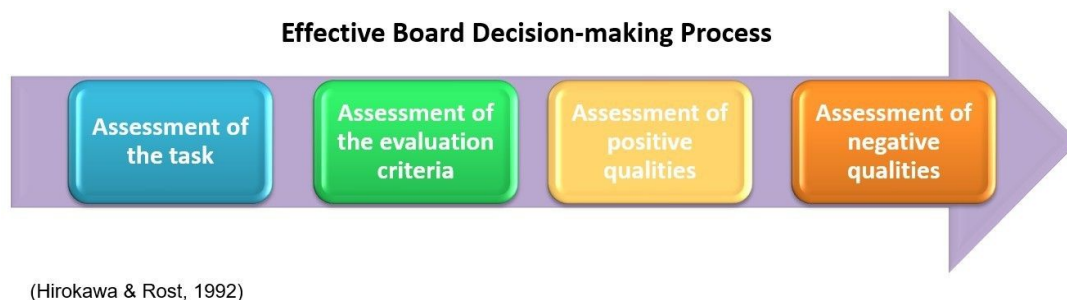 Effective Board Decision-making Process
Assessment of
the task
Assessment of
the evaluation
criteria
Assessment of
positive
qualities
Assessment of
negative
qualities
(Hirokawa & Rost, 1992)